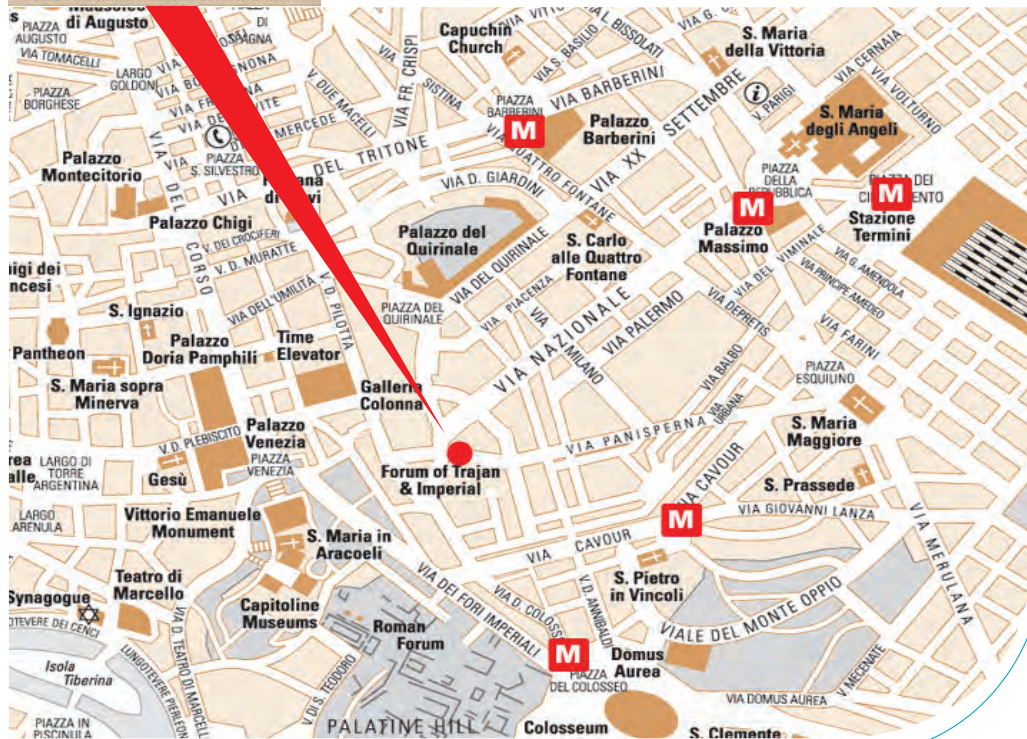 di Augusto
PIAZZA
AUGUSTO
VIA TOMACELLI
PIAZZA
BORGHESE
LARGO
GOLDONI
PIAZZA
DI
SPAGNA
Capuchin
Church
VIA S. BASILIO
VIA L. BISSOLATI
S. Maria
della Vittoria
VIA CERNAIA
VIA VOLTURNO
V. DUE MACELLI
VIA FR. CRISPI
SISTINA
PIAZZA
BARBERINI
VIA BARBERINI
M
Palazzo
Barberini
VIA XX SETTEMBRE
i
V. PARIGI
S. Maria
degli Angeli
PIAZZA
S. SILVESTRO
MERCEDE
VIA DEL TRITONE
VIA QUATTRO FONTANE
Palazzo
Montecitorio
VIA DEL CORSO
Palazzo Chigi
V. DEI CROCIFERI
V. D. MURATTE
VIA D. GIARDINI
Palazzo del
Quirinale
VIA DEL QUIRINALE
S. Carlo
alle Quattro
Fontane
PIAZZA
DELLA
REPUBBLICA
M
Palazzo
Massimo
M
Stazione
Termini
VIA DEL VIMINALE
VIA G. AMENDOLA
VIA PRINCIPE AMEDEO
VIA FARINI
S. Ignazio
VIA DELL'UMILTÀ
V. D. PILOTTA
PIAZZA DEL
QUIRINALE
VIA PIACENZA
VIA MILANO
VIA NAZIONALE
VIA PALERMO
VIA DEPRETIS
VIA BALBO
VIA URBANA
PIAZZA
ESQUILINO
Pantheon
S. Maria sopra
Minerva
Palazzo
Doria Pamphili
Time
Elevator
Galleria
Colonna
V. D. PLEBISCITO
Palazzo
Venezia
PIAZZA
VENEZIA
Gesù
LARGO DI
TORRE
ARGENTINA
LARGO
ARENULA
Forum of Trajan
& Imperial
VIA PANISPERNA
S. Maria
Maggiore
S. Prassede
VIA CAVOUR
VIA GIOVANNI LANZA
M
VIA CAVOUR
VIA MERULANA
Vittorio Emanuele
Monument
S. Maria in
Aracoeli
VIA DEI FORI IMPERIALI
S. Pietro
in Vincoli
V.D. ANNIBALDI
VIALE DEL MONTE OPPIO
Synagogue
Teatro di
Marcello
VIA D. TEATRO DI MARCELLO
Capitoline
Museums
Roman
Forum
M
PIAZZA
DEL COLOSSEO
Domus
Aurea
V. MECENATE
Isola
Tiberina
V. DI S. TEODORO
VIA DOMUS AUREA
PIAZZA IN
PISCINULA
PALATINE HILL
Colosseum
S. Clemente